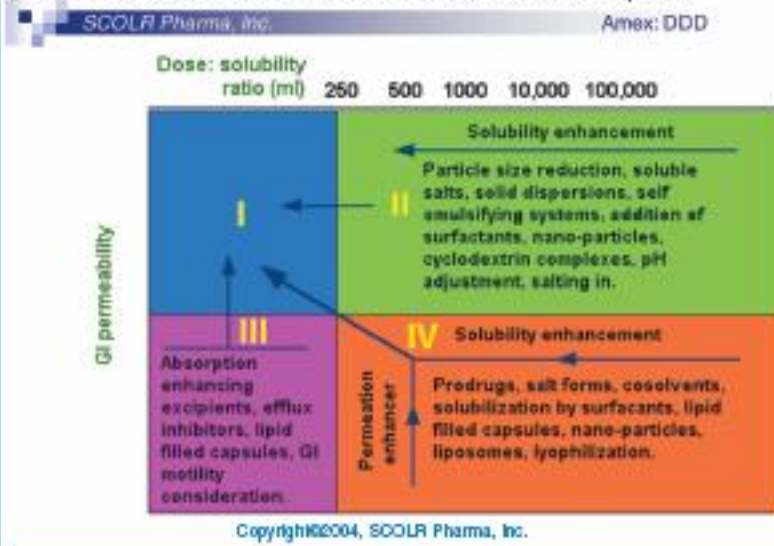 SCOLR Pharma, Inc.
Amex: DDD
Dose: solubility
ratio (ml) 250 500 1000 10,000 100,000
GI permeability
I
Solubility enhancement
II
Particle size reduction, soluble
salts, solid dispersions, self
emulsifying systems, addition of
surfactants, nano-particles,
cyclodextrin complexes, pH
adjustment, salting in.
III
Absorption
enhancing
excipients, efflux
inhibitors, lipid
filled capsules, GI
motility
consideration.
IV
Solubility enhancement
Permeation
enhancer
Prodrugs, salt forms, cosolvents,
solubilization by surfacants, lipid
filled capsules, nano-particles,
liposomes, lyophilization.
Copyright©2004, SCOLR Pharma, Inc.